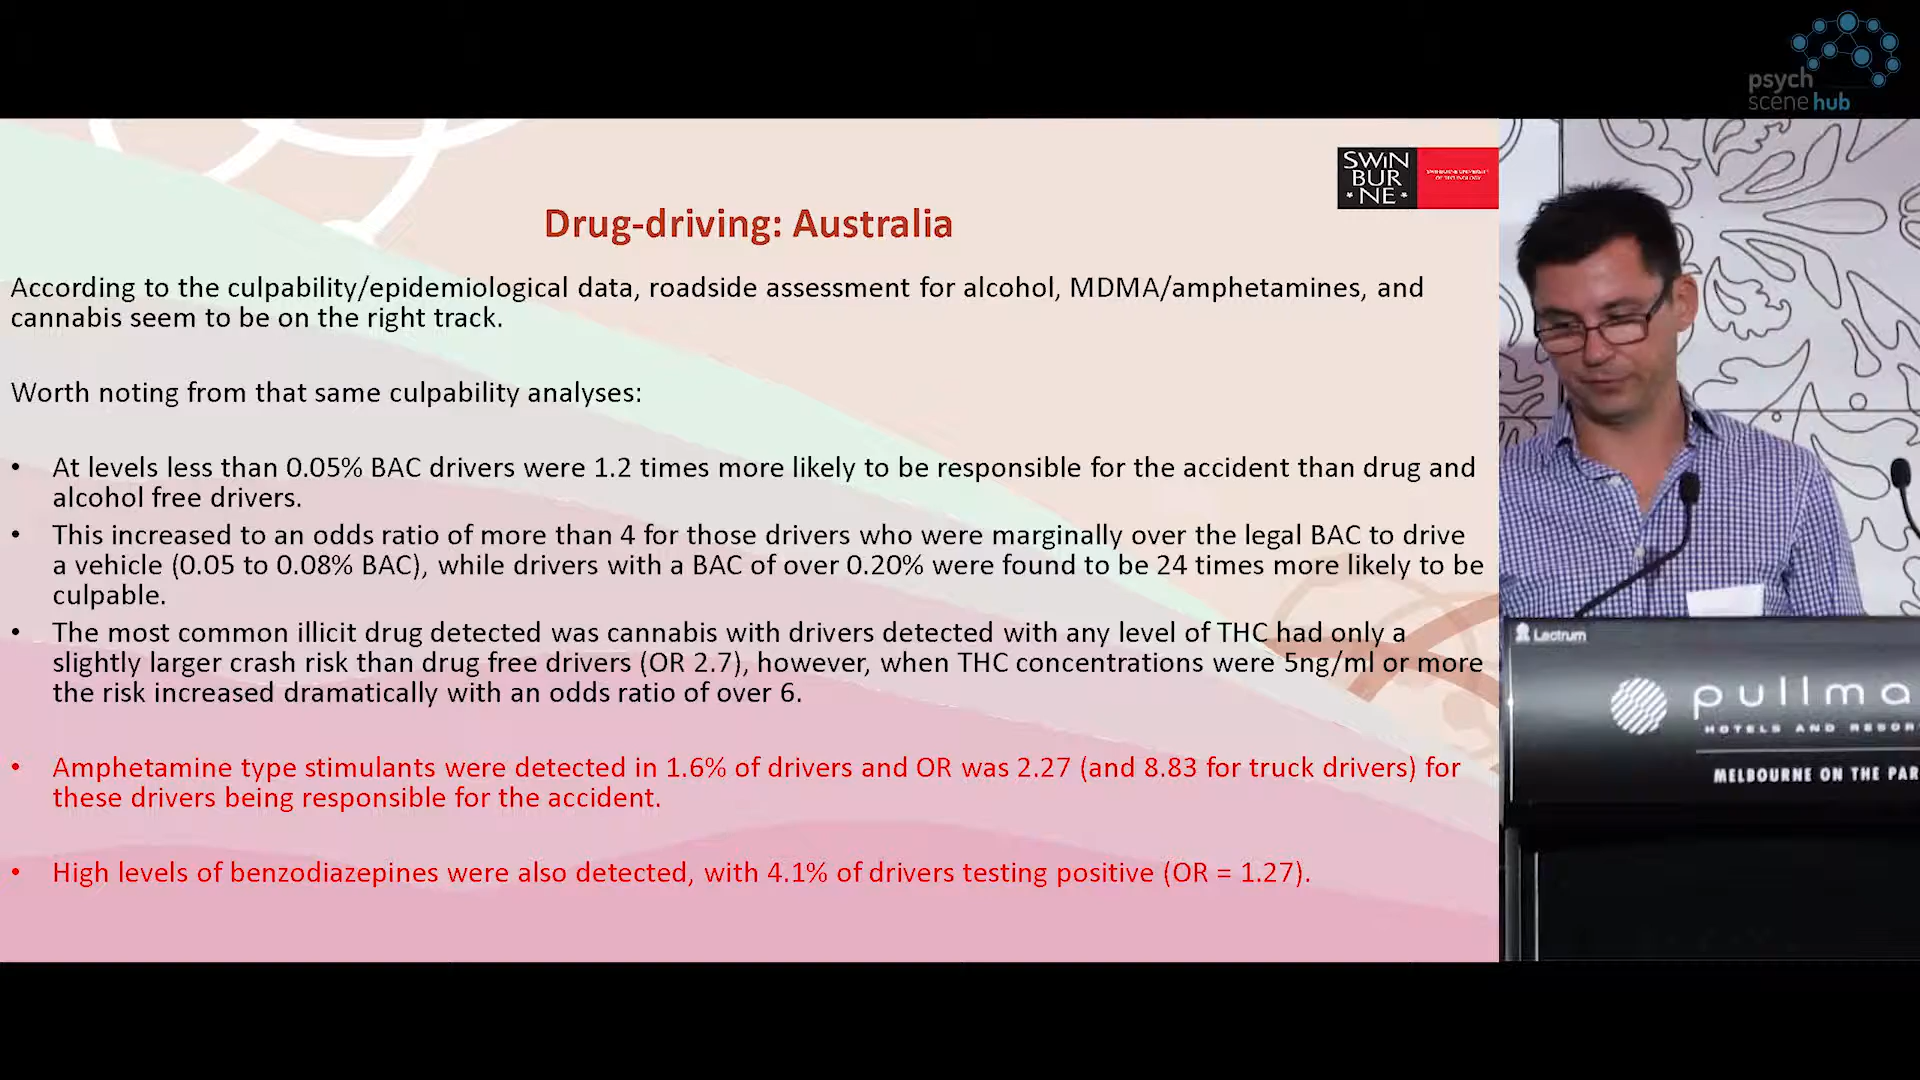 psych
scene hub
SWIN
BUR
* NE *
SWINBURNE UNIVERSITY
OF TECHNOLOGY
Drug-driving: Australia
According to the culpability/epidemiological data, roadside assessment for alcohol, MDMA/amphetamines, and
cannabis seem to be on the right track.
Worth noting from that same culpability analyses:
• At levels less than 0.05% BAC drivers were 1.2 times more likely to be responsible for the accident than drug and
alcohol free drivers.
• This increased to an odds ratio of more than 4 for those drivers who were marginally over the legal BAC to drive
a vehicle (0.05 to 0.08% BAC), while drivers with a BAC of over 0.20% were found to be 24 times more likely to be
culpable.
• The most common illicit drug detected was cannabis with drivers detected with any level of THC had only a
slightly larger crash risk than drug free drivers (OR 2.7), however, when THC concentrations were 5ng/ml or more
the risk increased dramatically with an odds ratio of over 6.
• Amphetamine type stimulants were detected in 1.6% of drivers and OR was 2.27 (and 8.83 for truck drivers) for
these drivers being responsible for the accident.
• High levels of benzodiazepines were also detected, with 4.1% of drivers testing positive (OR = 1.27).
Lectrum
pullma
HOTELS AND RESOR
MELBOURNE ON THE PAR